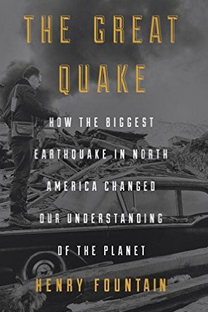 THE GREAT
QUAKE
HOW THE BIGGEST
EARTHQUAKE IN NORTH
AMERICA CHANGED
OUR UNDERSTANDING
OF THE PLANET
HENRY FOUNTAIN